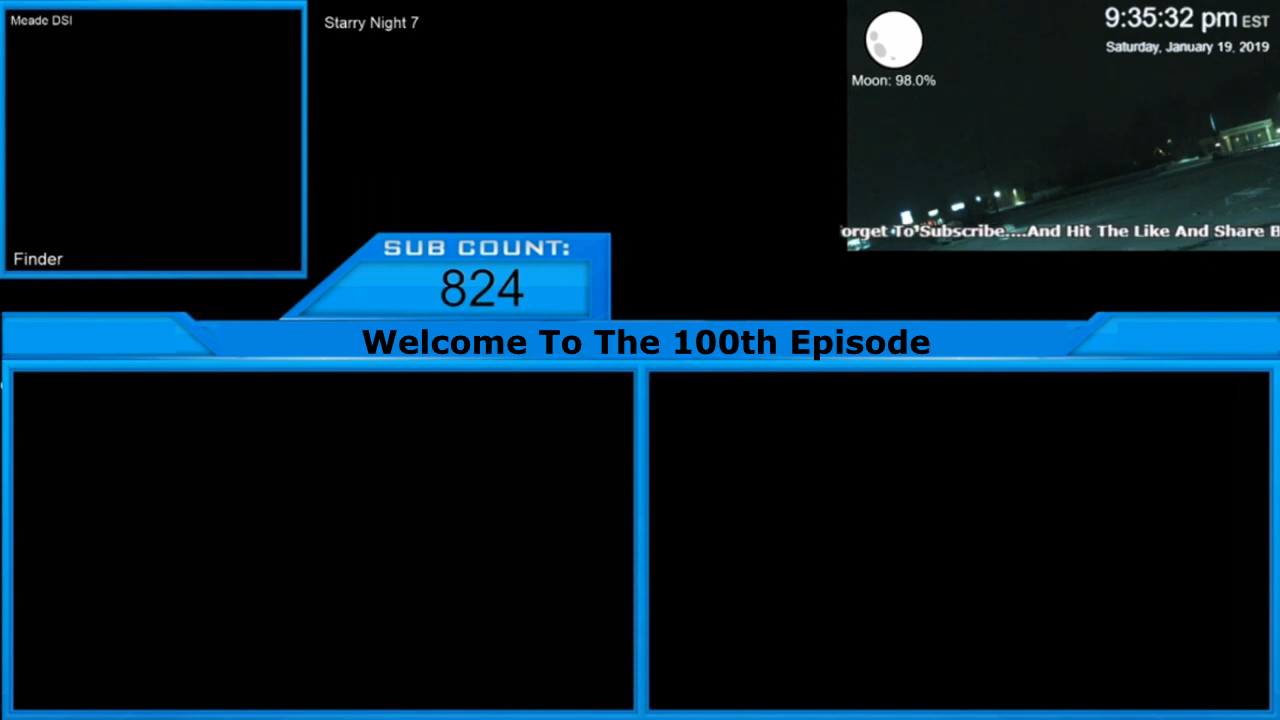 Meade DSI
Starry Night 7
9:35:32 pm EST
Saturday, January 19, 2019
Moon: 98.0%
orget To Subscribe....And Hit The Like And Share B
Finder
SUB COUNT:
824
Welcome To The 100th Episode